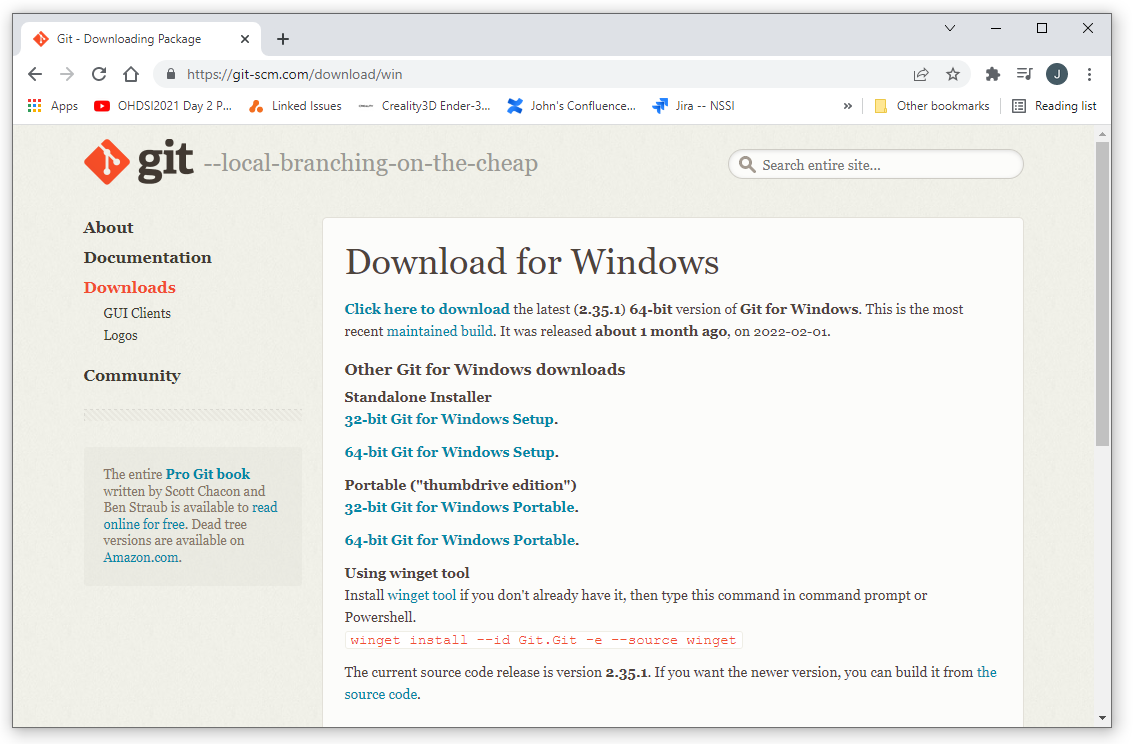 Git - Downloading Package
https://git-scm.com/download/win
J
Apps
OHDSI2021 Day 2 P...
Linked Issues
Creality3D Ender-3...
John's Confluence...
Jira -- NSSI
»
Other bookmarks
Reading list
git --local-branching-on-the-cheap
Search entire site...
About
Documentation
Downloads
GUI Clients
Logos
Community
The entire Pro Git book
written by Scott Chacon and
Ben Straub is available to read
online for free. Dead tree
versions are available on
Amazon.com.
Download for Windows
Click here to download the latest (2.35.1) 64-bit version of Git for Windows. This is the most
recent maintained build. It was released about 1 month ago, on 2022-02-01.
Other Git for Windows downloads
Standalone Installer
32-bit Git for Windows Setup.
64-bit Git for Windows Setup.
Portable ("thumbdrive edition")
32-bit Git for Windows Portable.
64-bit Git for Windows Portable.
Using winget tool
Install winget tool if you don't already have it, then type this command in command prompt or
Powershell.
winget install --id Git.Git -e --source winget
The current source code release is version 2.35.1. If you want the newer version, you can build it from the
source code.